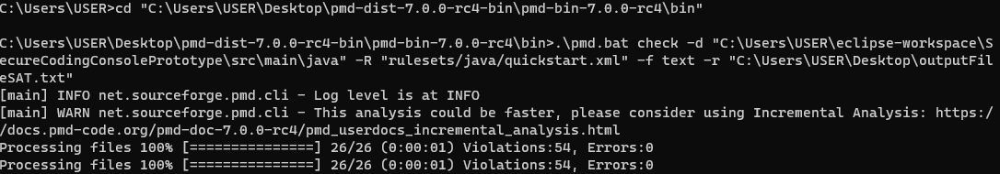 C:\Users\USER>cd "C:\Users\USER\Desktop\pmd-dist-7.0.0-rc4-bin\pmd-bin-7.0.0-rc4\bin"
C:\Users\USER\Desktop\pmd-dist-7.0.0-rc4-bin\pmd-bin-7.0.0-rc4\bin>.\pmd.bat check -d "C:\Users\USER\eclipse-workspace\S
ecureCodingConsolePrototype\src\main\java" -R "rulesets/java/quickstart.xml" -f text -r "C:\Users\USER\Desktop\outputFil
eSAT.txt"
[main] INFO net.sourceforge.pmd.cli - Log level is at INFO
[main] WARN net.sourceforge.pmd.cli - This analysis could be faster, please consider using Incremental Analysis: https:/
/docs.pmd-code.org/pmd-doc-7.0.0-rc4/pmd_userdocs_incremental_analysis.html
Processing files 100% [===============] 26/26 (0:00:01) Violations:54, Errors:0
Processing files 100% [===============] 26/26 (0:00:01) Violations:54, Errors:0